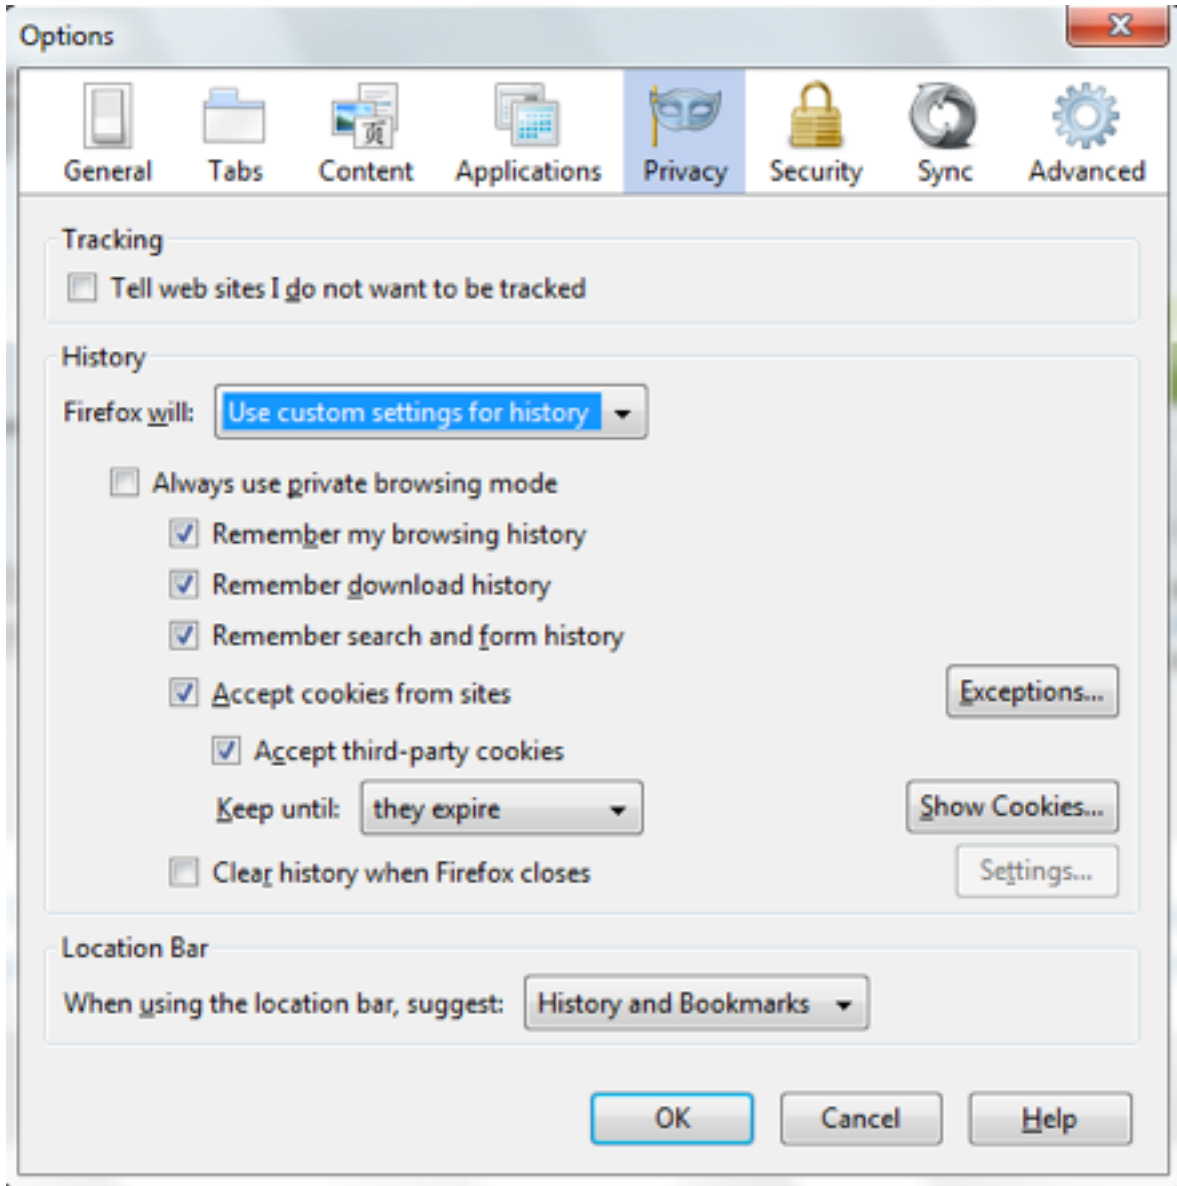 Options
General Tabs Content Applications Privacy Security Sync Advanced
Tracking
Tell web sites I do not want to be tracked
History
Firefox will: Use custom settings for history
Always use private browsing mode
Remember my browsing history
Remember download history
Remember search and form history
Accept cookies from sites Exceptions...
Accept third-party cookies
Keep until: they expire Show Cookies...
Clear history when Firefox closes Settings...
Location Bar
When using the location bar, suggest: History and Bookmarks
OK Cancel Help